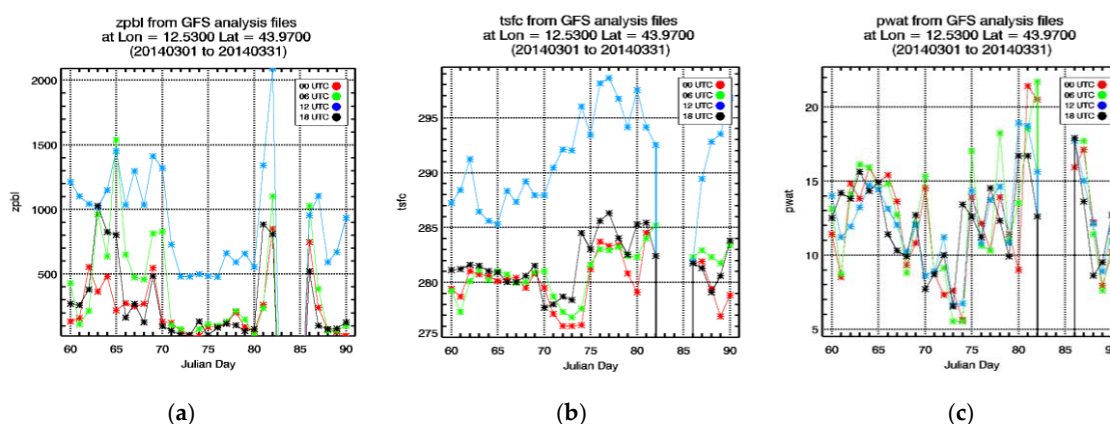 zpbl from GFS analysis files
at Lon = 12.5300 Lat = 43.9700
(20140301 to 20140331)
2000
1500
1000
500
zpbl
00 UTC
06 UTC
12 UTC
18 UTC
60 65 70 75 80 85 90
Julian Day
(a)
tsfc from GFS analysis files
at Lon = 12.5300 Lat = 43.9700
(20140301 to 20140331)
295
290
285
280
275
tsfc
00 UTC
06 UTC
12 UTC
18 UTC
60 65 70 75 80 85 90
Julian Day
(b)
pwat from GFS analysis files
at Lon = 12.5300 Lat = 43.9700
(20140301 to 20140331)
20
15
10
5
pwat
00 UTC
06 UTC
12 UTC
18 UTC
60 65 70 75 80 85 90
Julian Day
(c)